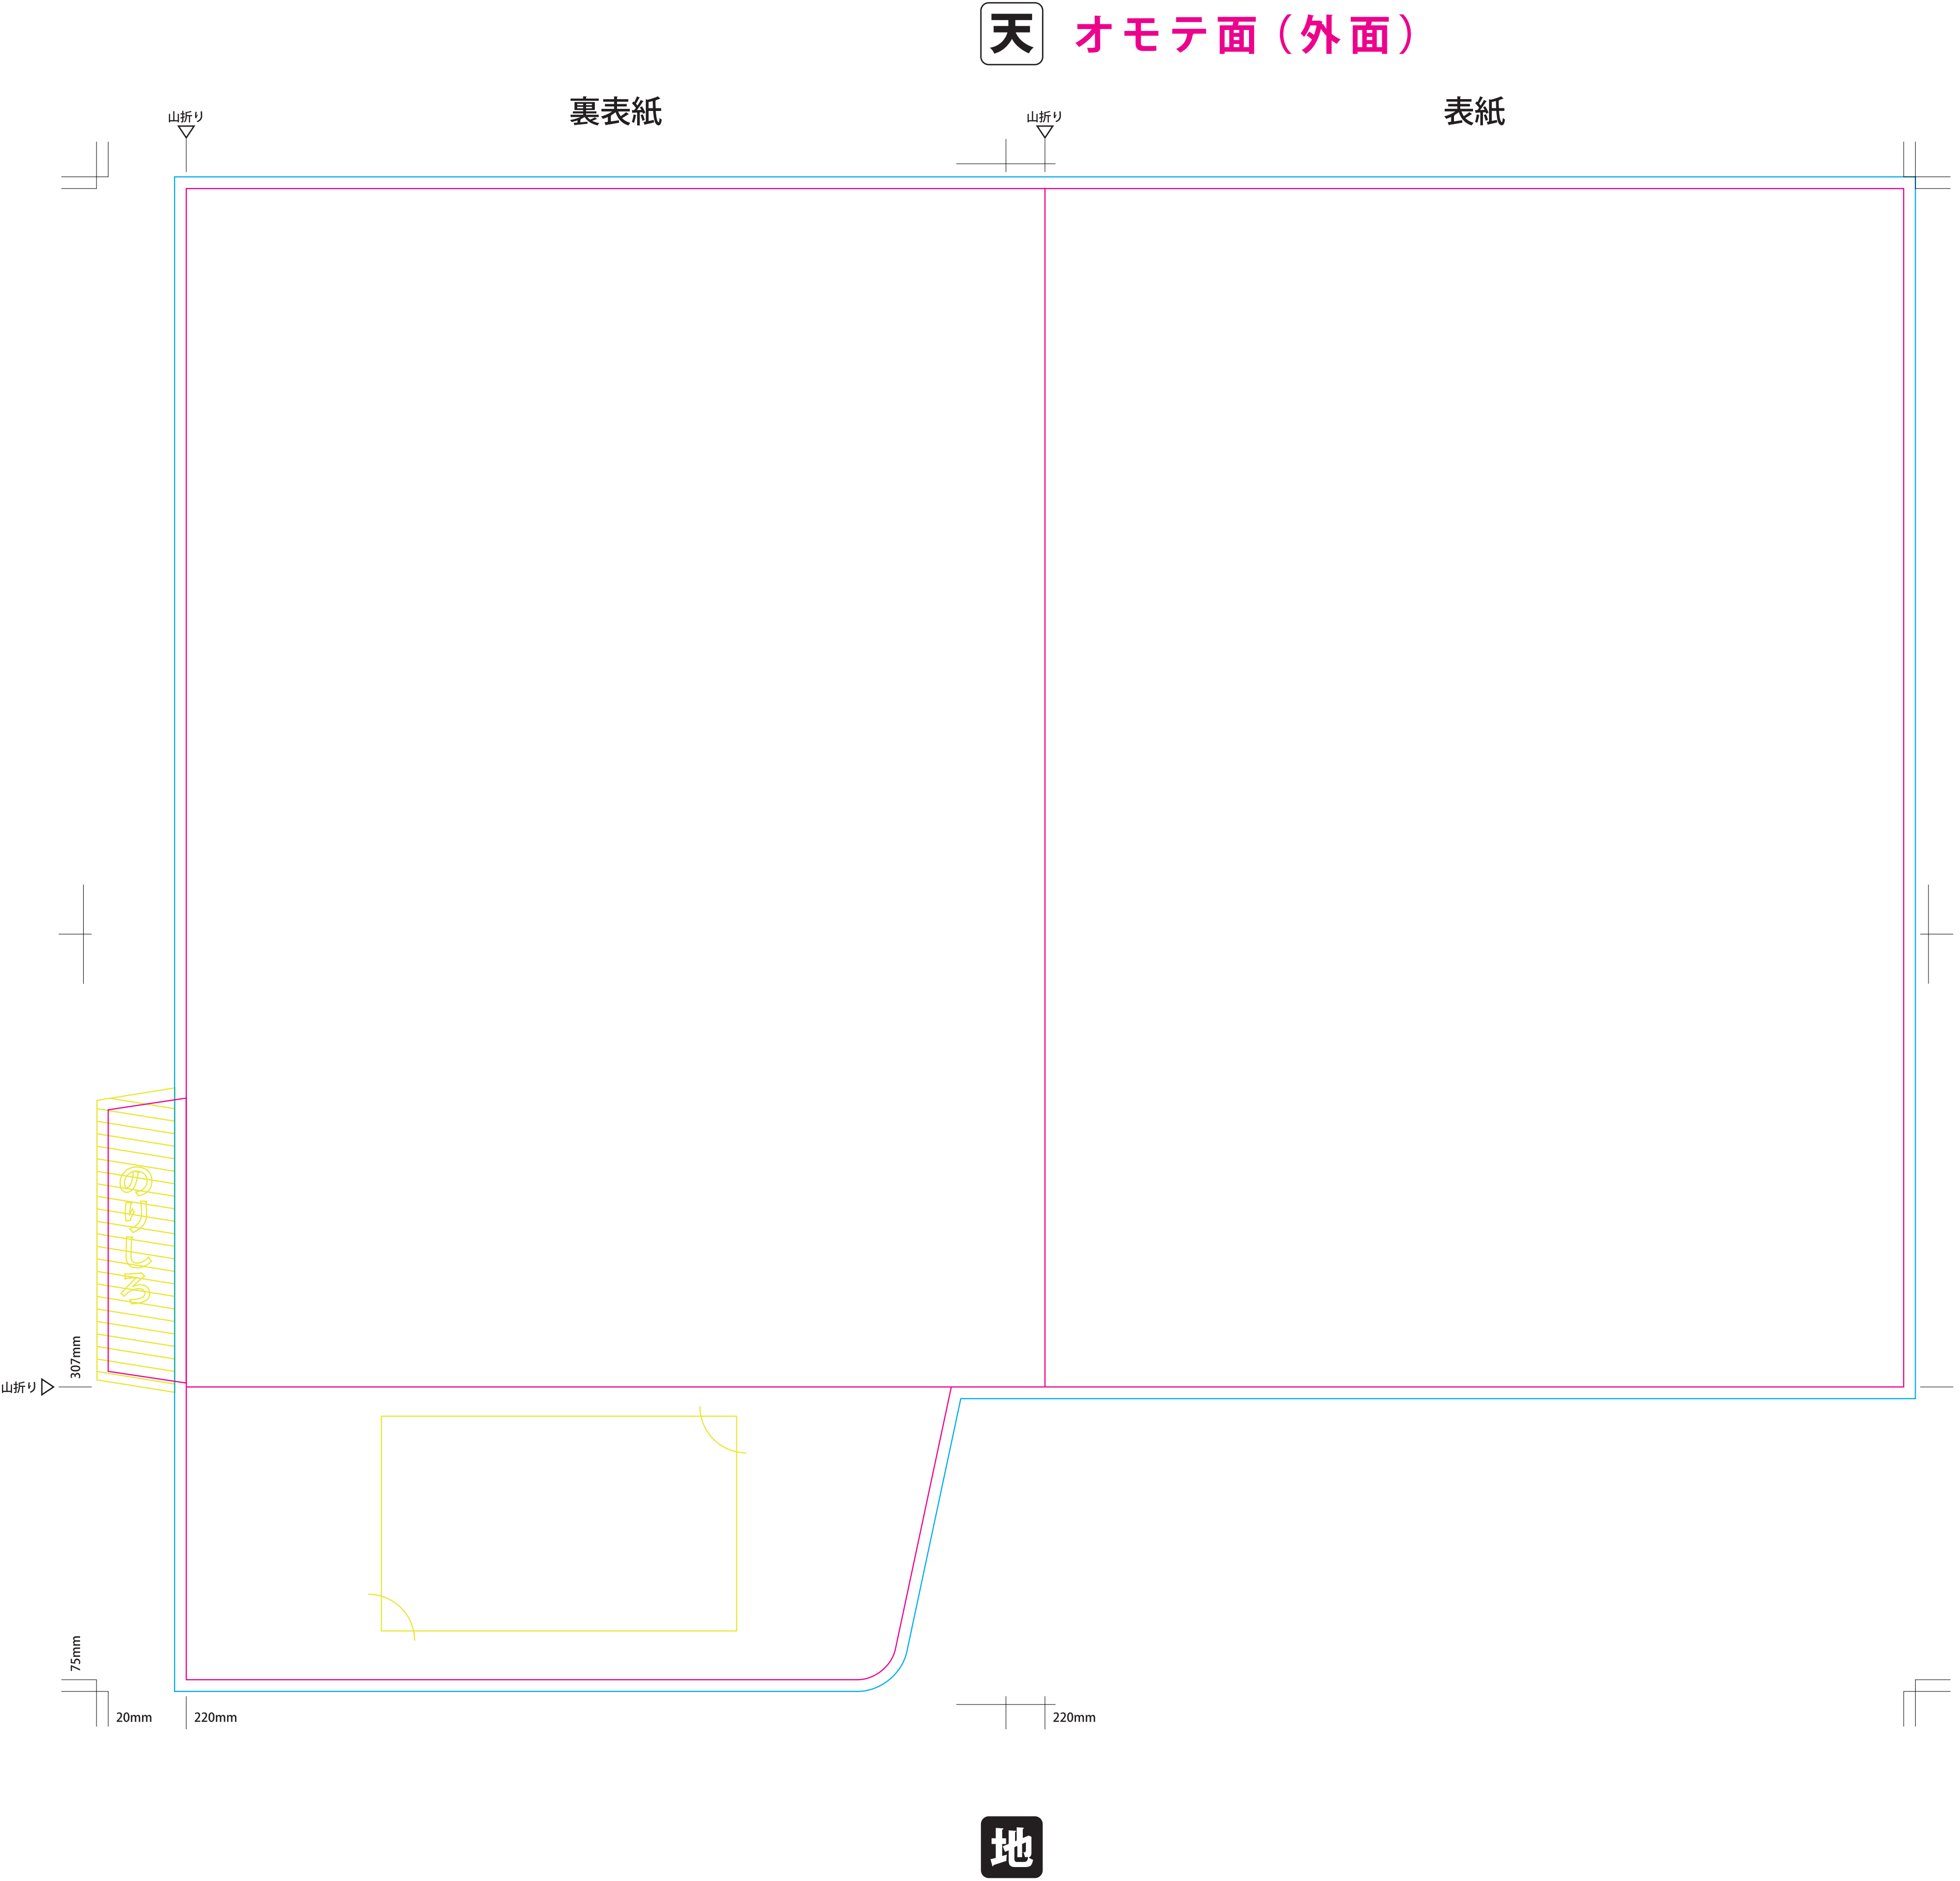 天 オモテ面（外面）
山折り
裏表紙
山折り
表紙
のりしろ
307mm
山折り
75mm
20mm
220mm
220mm
地